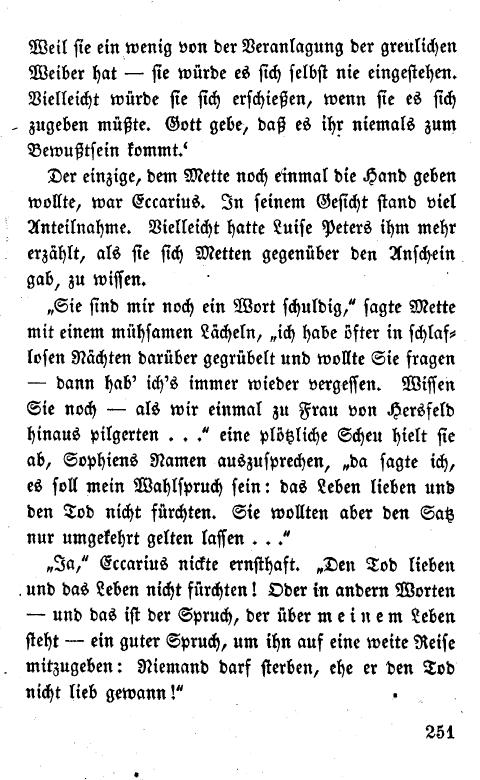 Weil sie ein wenig von der Veranlagung der greulichen
Weiber hat — sie würde es sich selbst nie eingestehen.
Vielleicht würde sie sich erschießen, wenn sie es sich
zugeben müßte. Gott gebe, daß es ihr niemals zum
Bewußtsein kommt.‘
Der einzige, dem Mette noch einmal die Hand geben
wollte, war Eccarius. In seinem Gesicht stand viel
Anteilnahme. Vielleicht hatte Luise Peters ihm mehr
erzählt, als sie sich Metten gegenüber den Anschein
gab, zu wissen.
„Sie sind mir noch ein Wort schuldig,“ sagte Mette
mit einem mühsamen Lächeln, „ich habe öfter in schlaf-
losen Nächten darüber gegrübelt und wollte Sie fragen
— dann hab' ich's immer wieder vergessen. Wissen
Sie noch — als wir einmal zu Frau von Hersfeld
hinaus pilgerten . . .“ eine plötzliche Scheu hielt sie
ab, Sophiens Namen auszusprechen, „da sagte ich,
es soll mein Wahlspruch sein: das Leben lieben und
den Tod nicht fürchten. Sie wollten aber den Satz
nur umgekehrt gelten lassen . . .“
„Ja,“ Eccarius nickte ernsthaft. „Den Tod lieben
und das Leben nicht fürchten! Oder in andern Worten
— und das ist der Spruch, der über meinem Leben
steht — ein guter Spruch, um ihn auf eine weite Reise
mitzugeben: Niemand darf sterben, ehe er den Tod
nicht lieb gewann!“
251